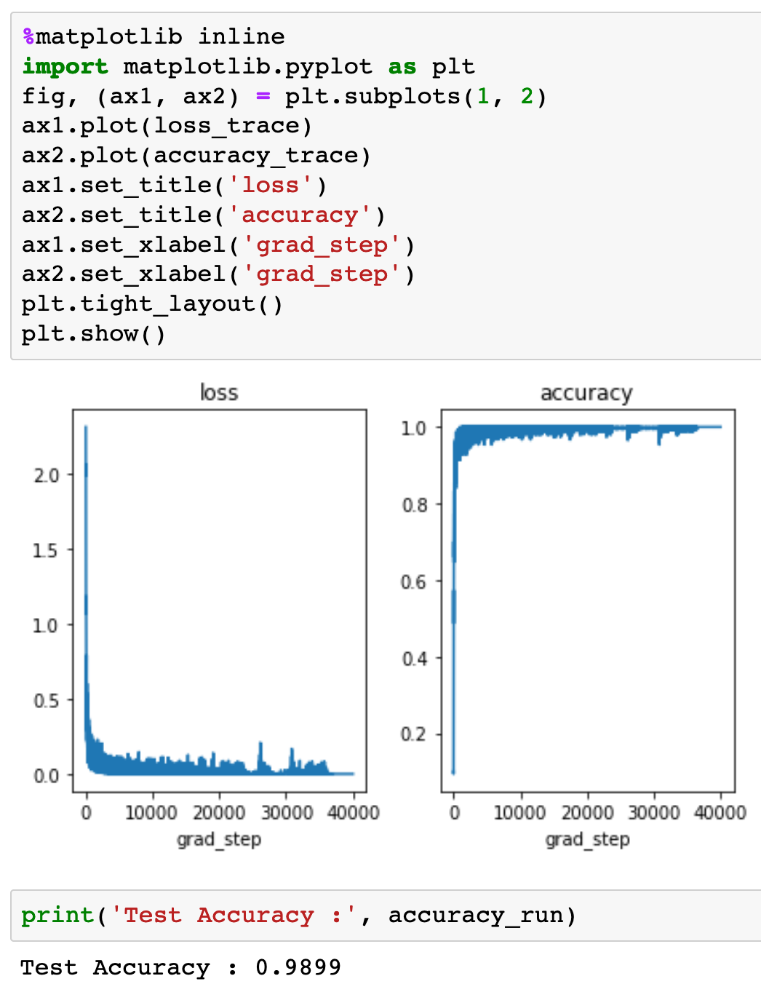 %matplotlib inline
import matplotlib.pyplot as plt
fig, (ax1, ax2) = plt.subplots(1, 2)
ax1.plot(loss_trace)
ax2.plot(accuracy_trace)
ax1.set_title('loss')
ax2.set_title('accuracy')
ax1.set_xlabel('grad_step')
ax2.set_xlabel('grad_step')
plt.tight_layout()
plt.show()
loss
2.0
1.5
1.0
0.5
0.0
0 10000 20000 30000 40000
grad_step
accuracy
1.0
0.8
0.6
0.4
0.2
0 10000 20000 30000 40000
grad_step
print('Test Accuracy :', accuracy_run)
Test Accuracy : 0.9899